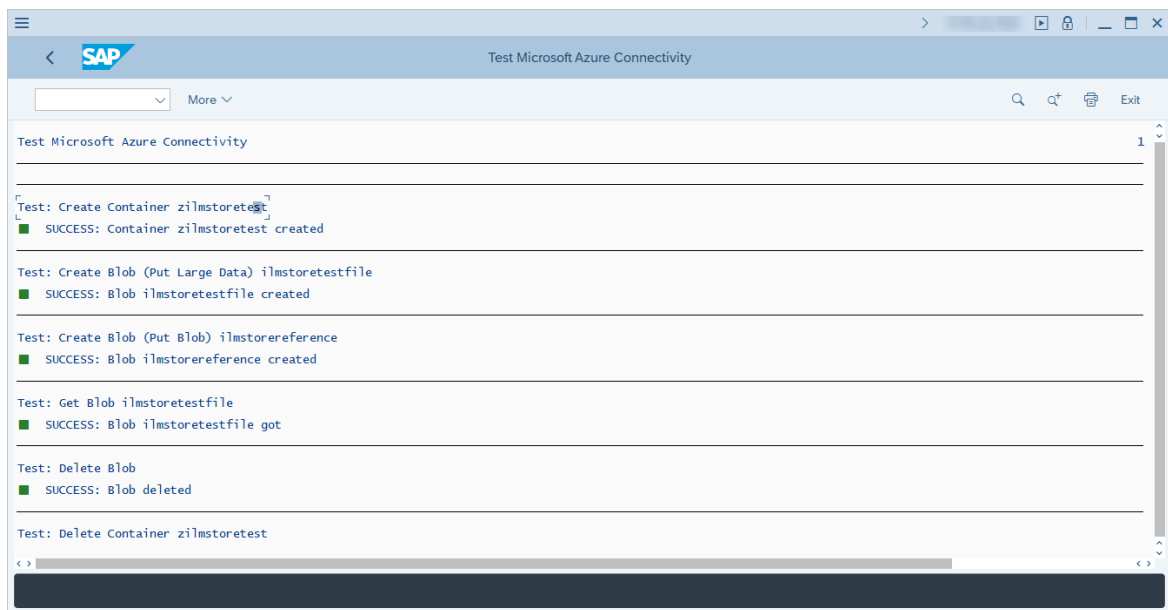 SAP
Test Microsoft Azure Connectivity
More
Exit
Test Microsoft Azure Connectivity 1
Test: Create Container zilmstoretest
SUCCESS: Container zilmstoretest created
Test: Create Blob (Put Large Data) ilmstoretestfile
SUCCESS: Blob ilmstoretestfile created
Test: Create Blob (Put Blob) ilmstorereference
SUCCESS: Blob ilmstorereference created
Test: Get Blob ilmstoretestfile
SUCCESS: Blob ilmstoretestfile got
Test: Delete Blob
SUCCESS: Blob deleted
Test: Delete Container zilmstoretest